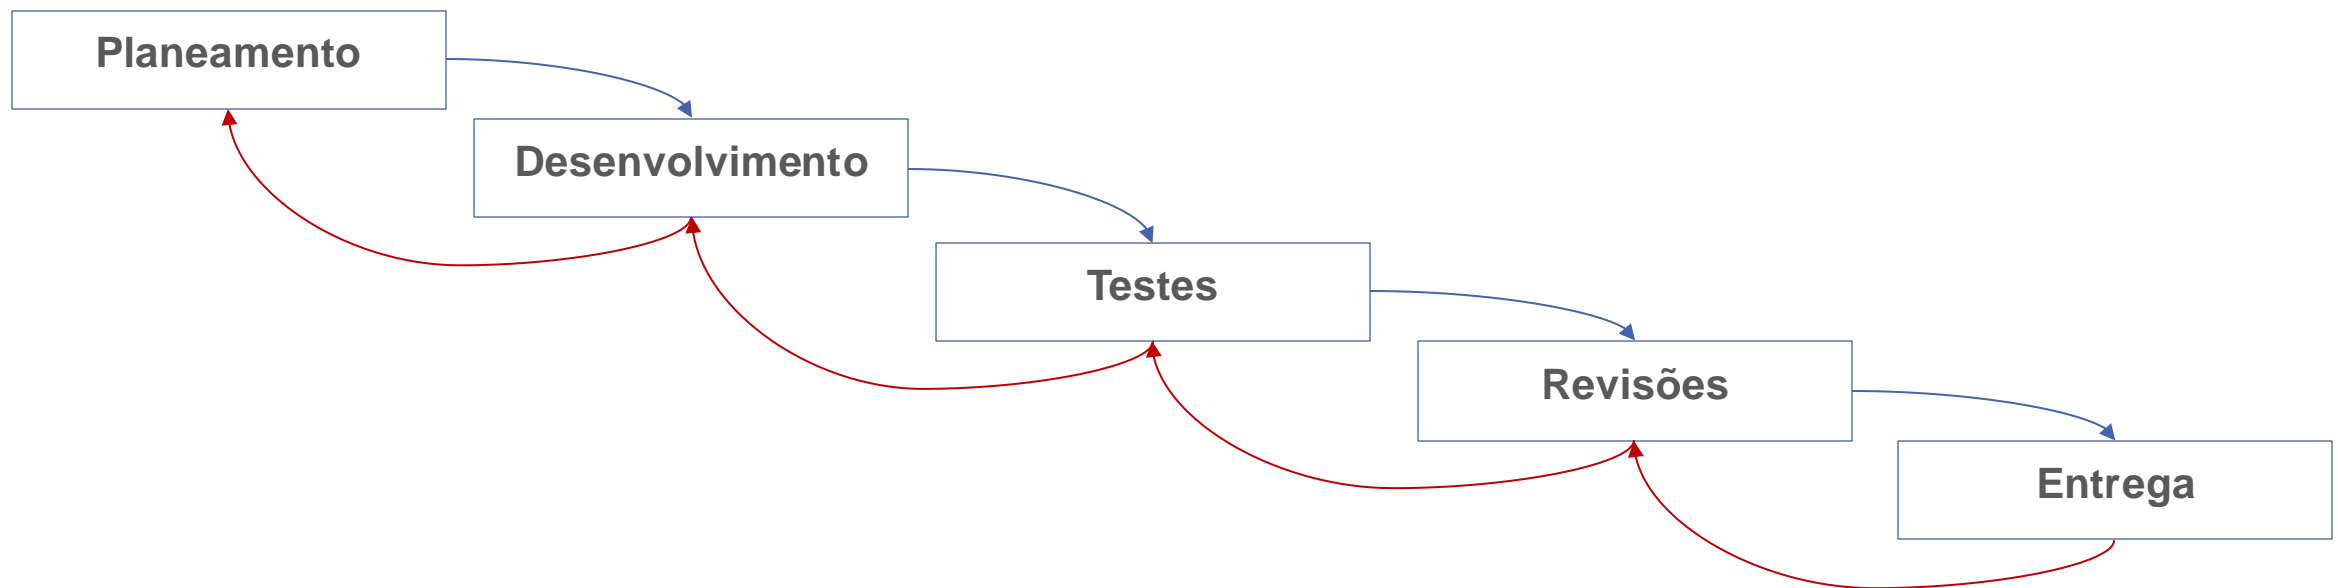 Planeamento
Desenvolvimento
Testes
Revisões
Entrega